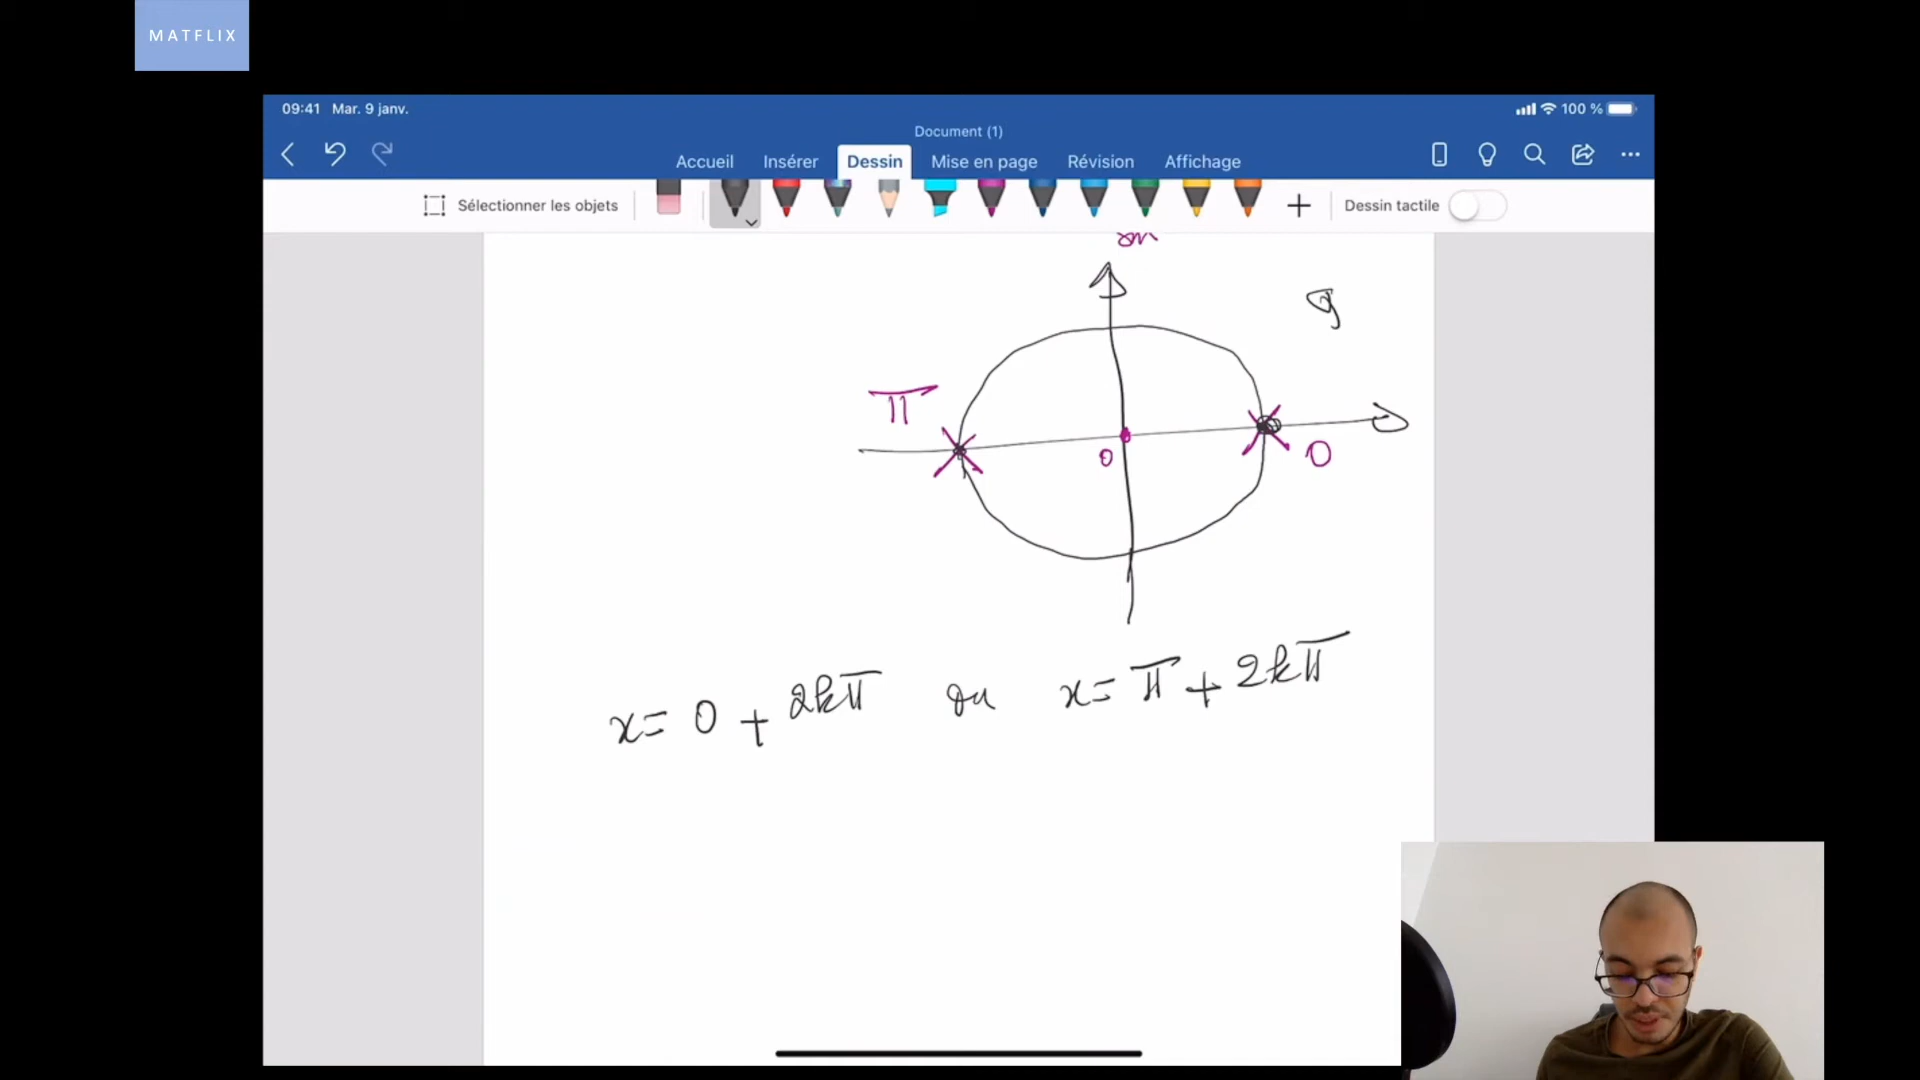 MATFLIX
09:41 Mar. 9 janv.
100 %
Document (1)
Accueil Insérer Dessin Mise en page Révision Affichage
Sélectionner les objets
Dessin tactile
π
0
0
x = 0 + 2kπ ou x = π + 2kπ